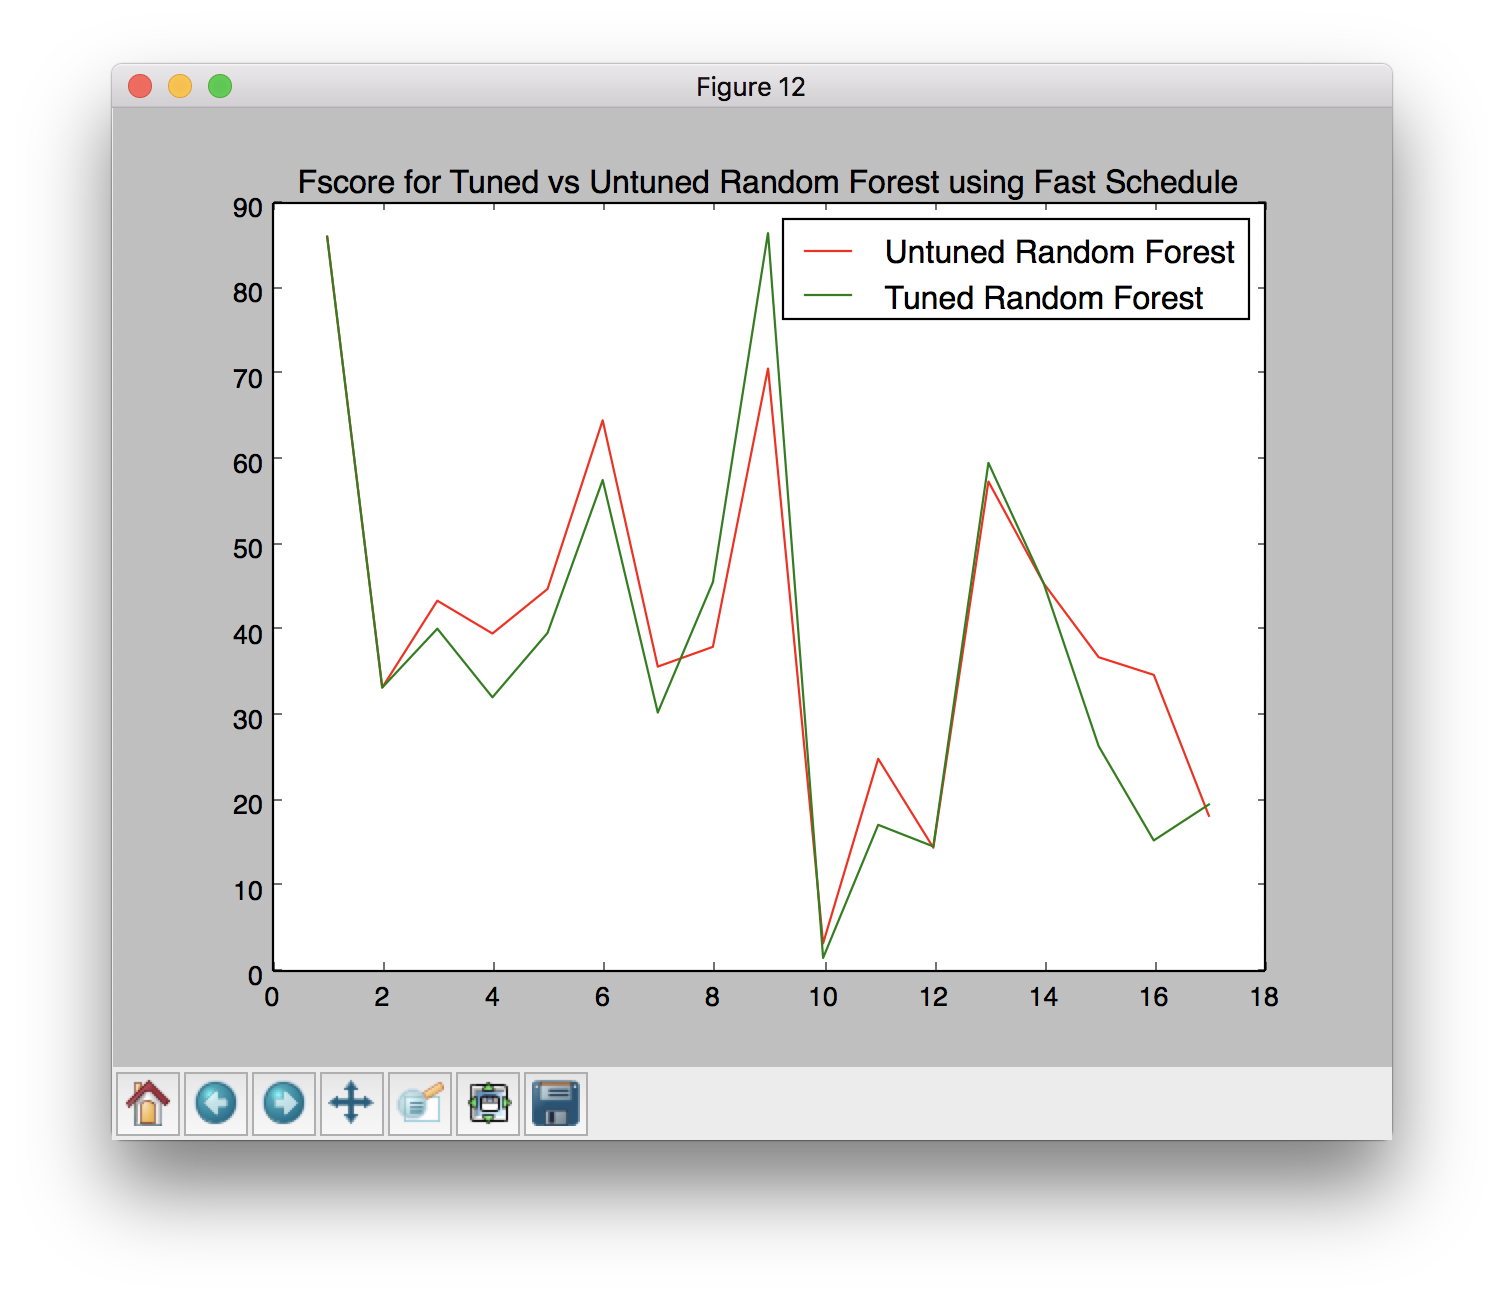 Figure 12
Fscore for Tuned vs Untuned Random Forest using Fast Schedule
90
80
70
60
50
40
30
20
10
0
Untuned Random Forest
Tuned Random Forest
0 2 4 6 8 10 12 14 16 18